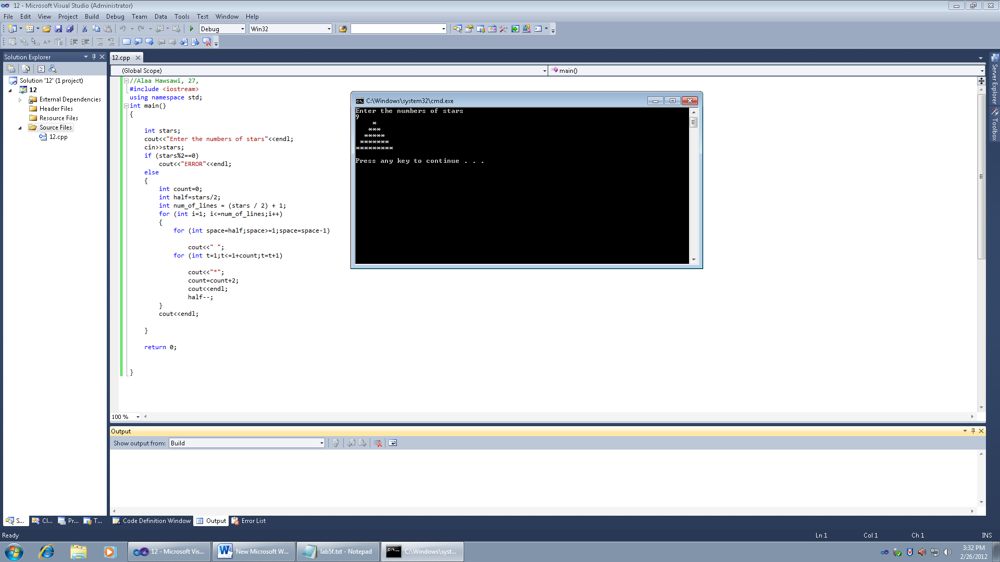 12 - Microsoft Visual Studio (Administrator)
File Edit View Project Build Debug Team Data Tools Test Window Help
Debug Win32
Solution Explorer
12.cpp
(Global Scope) main()
Solution '12' (1 project)
12
External Dependencies
Header Files
Resource Files
Source Files
12.cpp
//Alaa Hawsawi, 27,
#include <iostream>
using namespace std;
int main()
{
int stars;
cout<<"Enter the numbers of stars"<<endl;
cin>>stars;
if (stars%2==0)
cout<<"ERROR"<<endl;
else
{
int count=0;
int half=stars/2;
int num_of_lines = (stars / 2) + 1;
for (int i=1; i<=num_of_lines;i++)
{
for (int space=half;space>=1;space=space-1)
cout<<" ";
for (int t=1;t<=1+count;t=t+1)
cout<<"*";
count=count+2;
cout<<endl;
half--;
}
cout<<endl;
}
return 0;
}
C:\Windows\system32\cmd.exe
Enter the numbers of stars
9
    *
   ***
  *****
 *******
*********
Press any key to continue . . .
Server Explorer
Toolbox
100 %
Output
Show output from: Build
S... Cl... Pr... T... Code Definition Window Output Error List
Ready Ln 1 Col 1 Ch 1 INS
12 - Microsoft Vis... New Microsoft W... lab5f.txt - Notepad C:\Windows\syst...
3:32 PM
2/26/2012